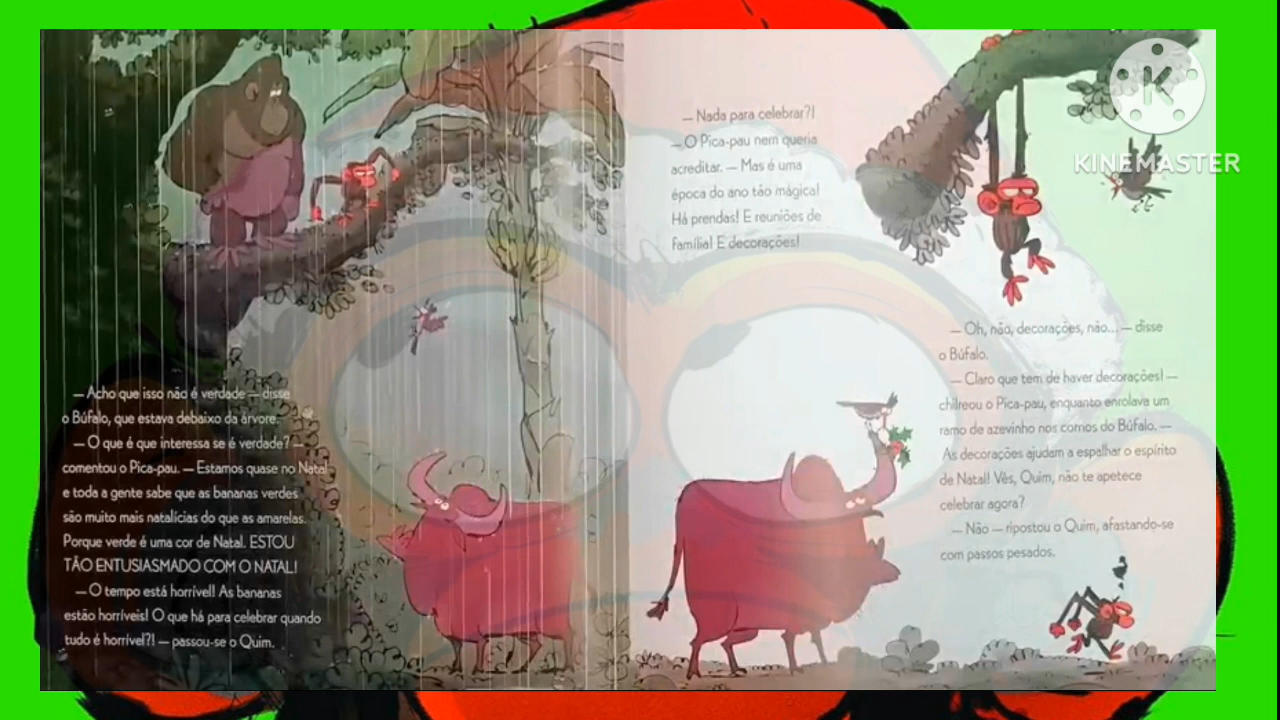 — Acho que isso não é verdade — disse
o Búfalo, que estava debaixo da árvore.
— O que é que interessa se é verdade? —
comentou o Pica-pau. — Estamos quase no Natal
e toda a gente sabe que as bananas verdes
são muito mais natalícias do que as amarelas.
Porque verde é uma cor de Natal. ESTOU
TÃO ENTUSIASMADO COM O NATAL!
— O tempo está horrível! As bananas
estão horríveis! O que há para celebrar quando
tudo é horrível?! — passou-se o Quim.
— Nada para celebrar?!
— O Pica-pau nem queria
acreditar. — Mas é uma
época do ano tão mágica!
Há prendas! E reuniões de
família! E decorações!
— Oh, não, decorações, não... — disse
o Búfalo.
— Claro que tem de haver decorações! —
chilreou o Pica-pau, enquanto enrolava um
ramo de azevinho nos cornos do Búfalo. —
As decorações ajudam a espalhar o espírito
de Natal! Vês, Quim, não te apetece
celebrar agora?
— Não — ripostou o Quim, afastando-se
com passos pesados.
K
KINEMASTER